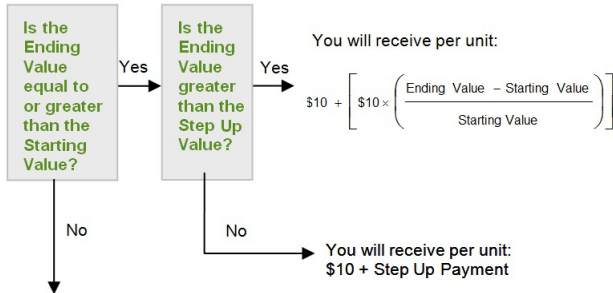 Is the
Ending
Value
equal to
or greater
than the
Starting
Value?
Yes
Is the
Ending
Value
greater
than the
Step Up
Value?
Yes
You will receive per unit:
$10 + [ $10 × ( Ending Value – Starting Value
Starting Value ) ]
No
No
You will receive per unit:
$10 + Step Up Payment